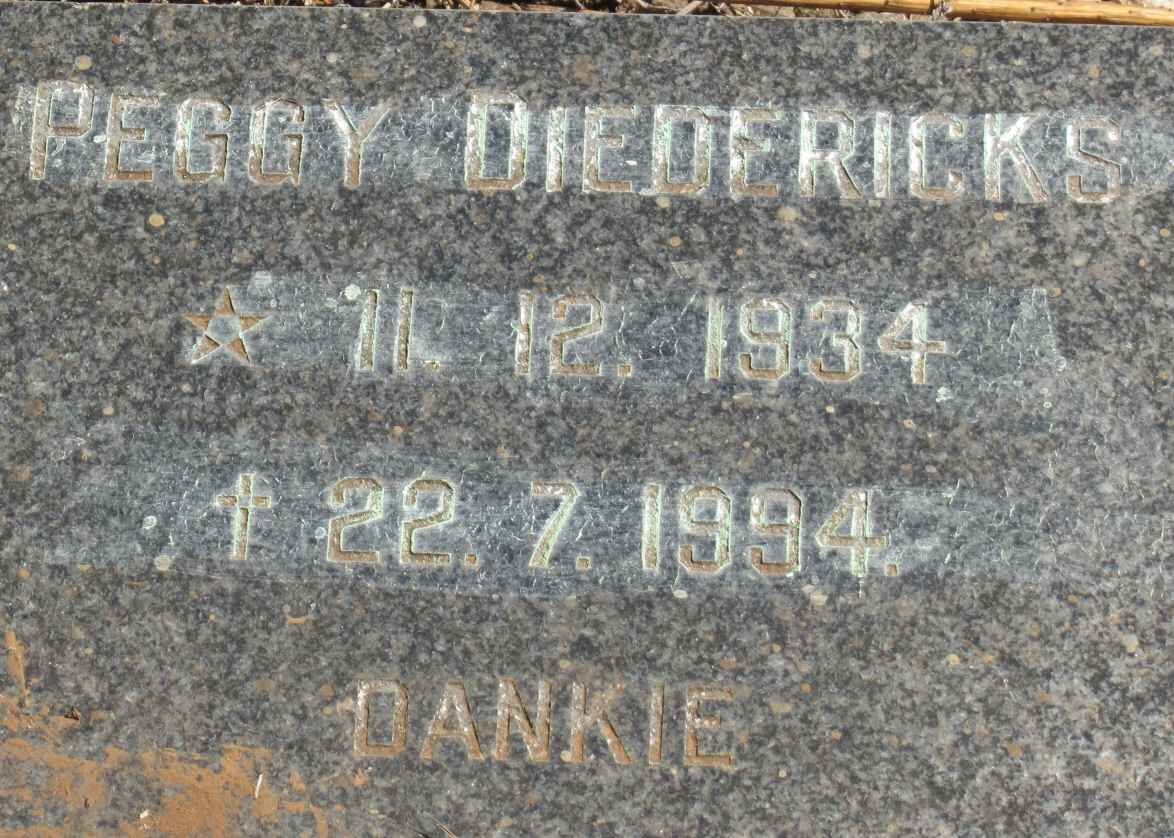 PEGGY DIEDERICKS
★ 11. 12. 1934
✝ 22. 7. 1994.
DANKIE